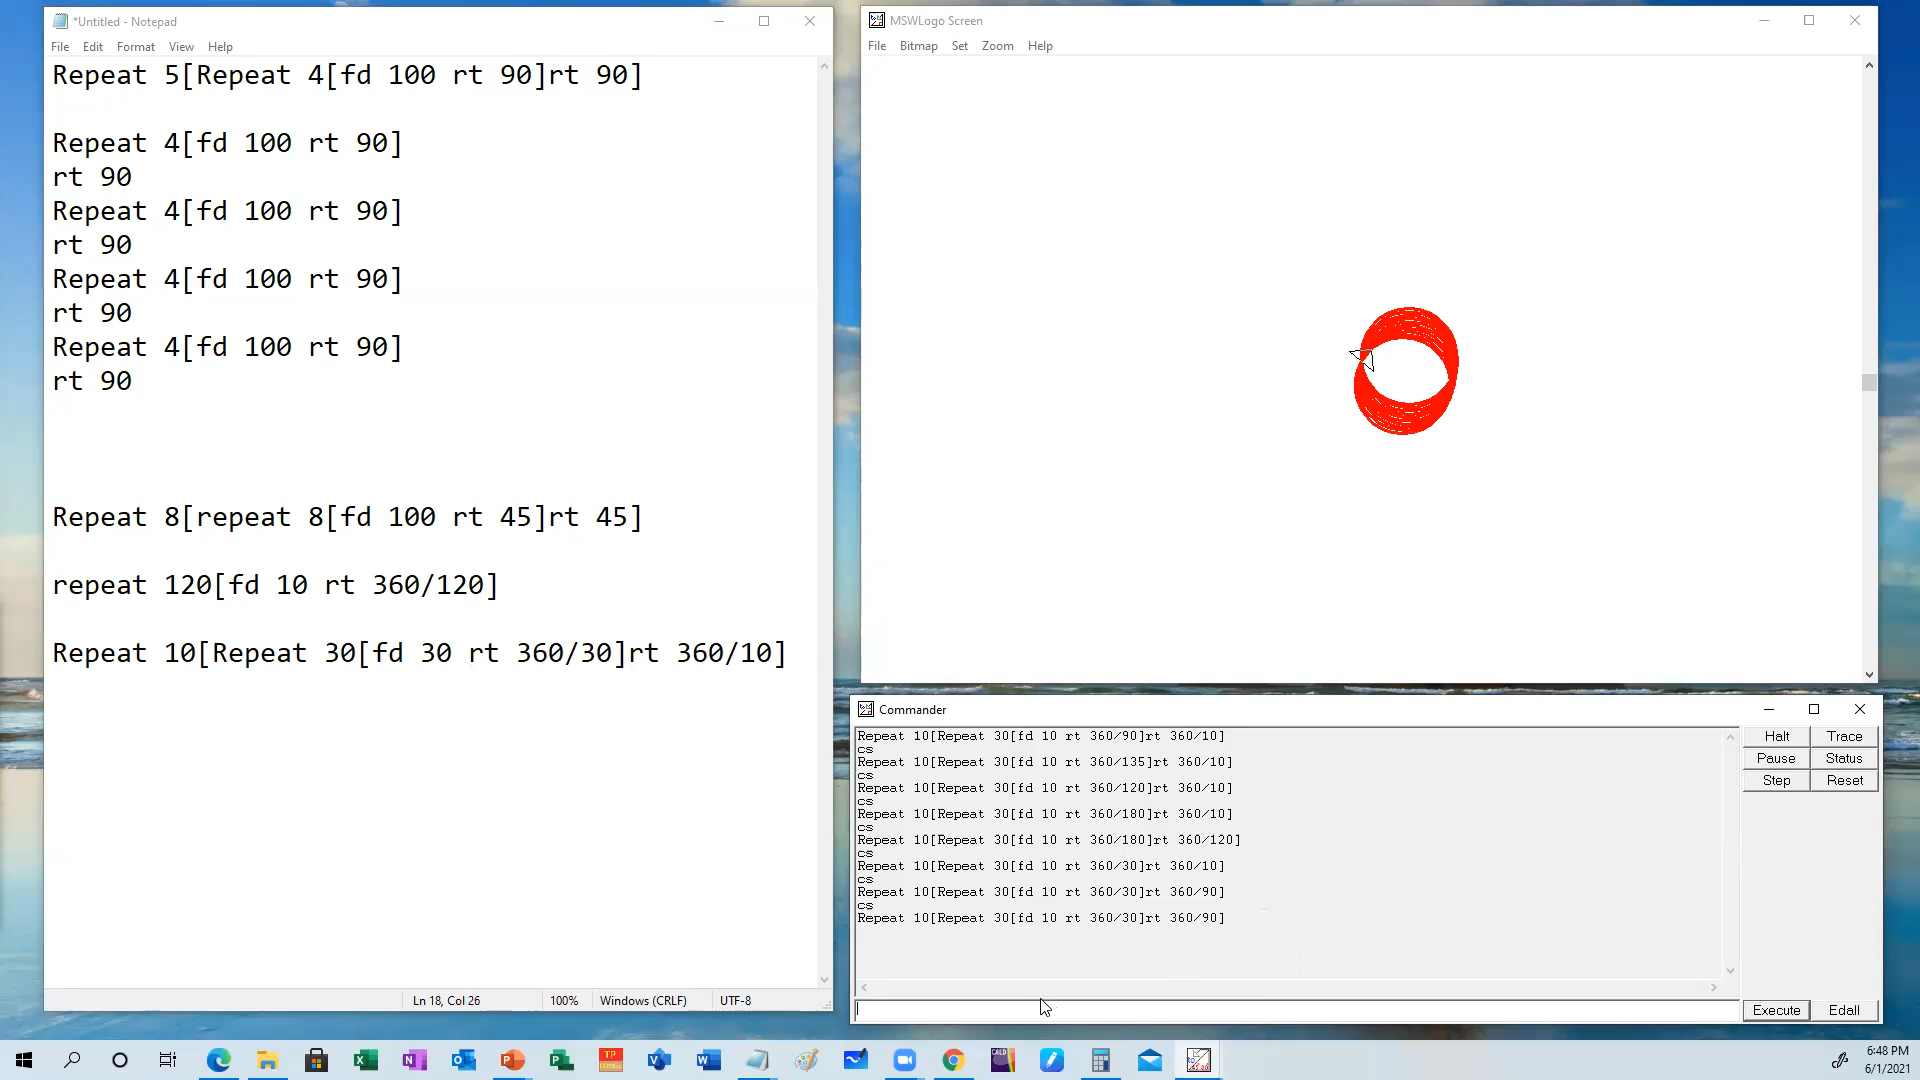 *Untitled - Notepad
File Edit Format View Help
Repeat 5[Repeat 4[fd 100 rt 90]rt 90]
Repeat 4[fd 100 rt 90]
rt 90
Repeat 4[fd 100 rt 90]
rt 90
Repeat 4[fd 100 rt 90]
rt 90
Repeat 4[fd 100 rt 90]
rt 90
Repeat 8[repeat 8[fd 100 rt 45]rt 45]
repeat 120[fd 10 rt 360/120]
Repeat 10[Repeat 30[fd 30 rt 360/30]rt 360/10]
Ln 18, Col 26 100% Windows (CRLF) UTF-8
MSWLogo Screen
File Bitmap Set Zoom Help
Commander
Repeat 10[Repeat 30[fd 10 rt 360/90]rt 360/10]
cs
Repeat 10[Repeat 30[fd 10 rt 360/135]rt 360/10]
cs
Repeat 10[Repeat 30[fd 10 rt 360/120]rt 360/10]
cs
Repeat 10[Repeat 30[fd 10 rt 360/180]rt 360/10]
cs
Repeat 10[Repeat 30[fd 10 rt 360/180]rt 360/120]
cs
Repeat 10[Repeat 30[fd 10 rt 360/30]rt 360/10]
cs
Repeat 10[Repeat 30[fd 10 rt 360/30]rt 360/90]
cs
Repeat 10[Repeat 30[fd 10 rt 360/30]rt 360/90]
Halt Trace
Pause Status
Step Reset
Execute Edall
6:48 PM
6/1/2021